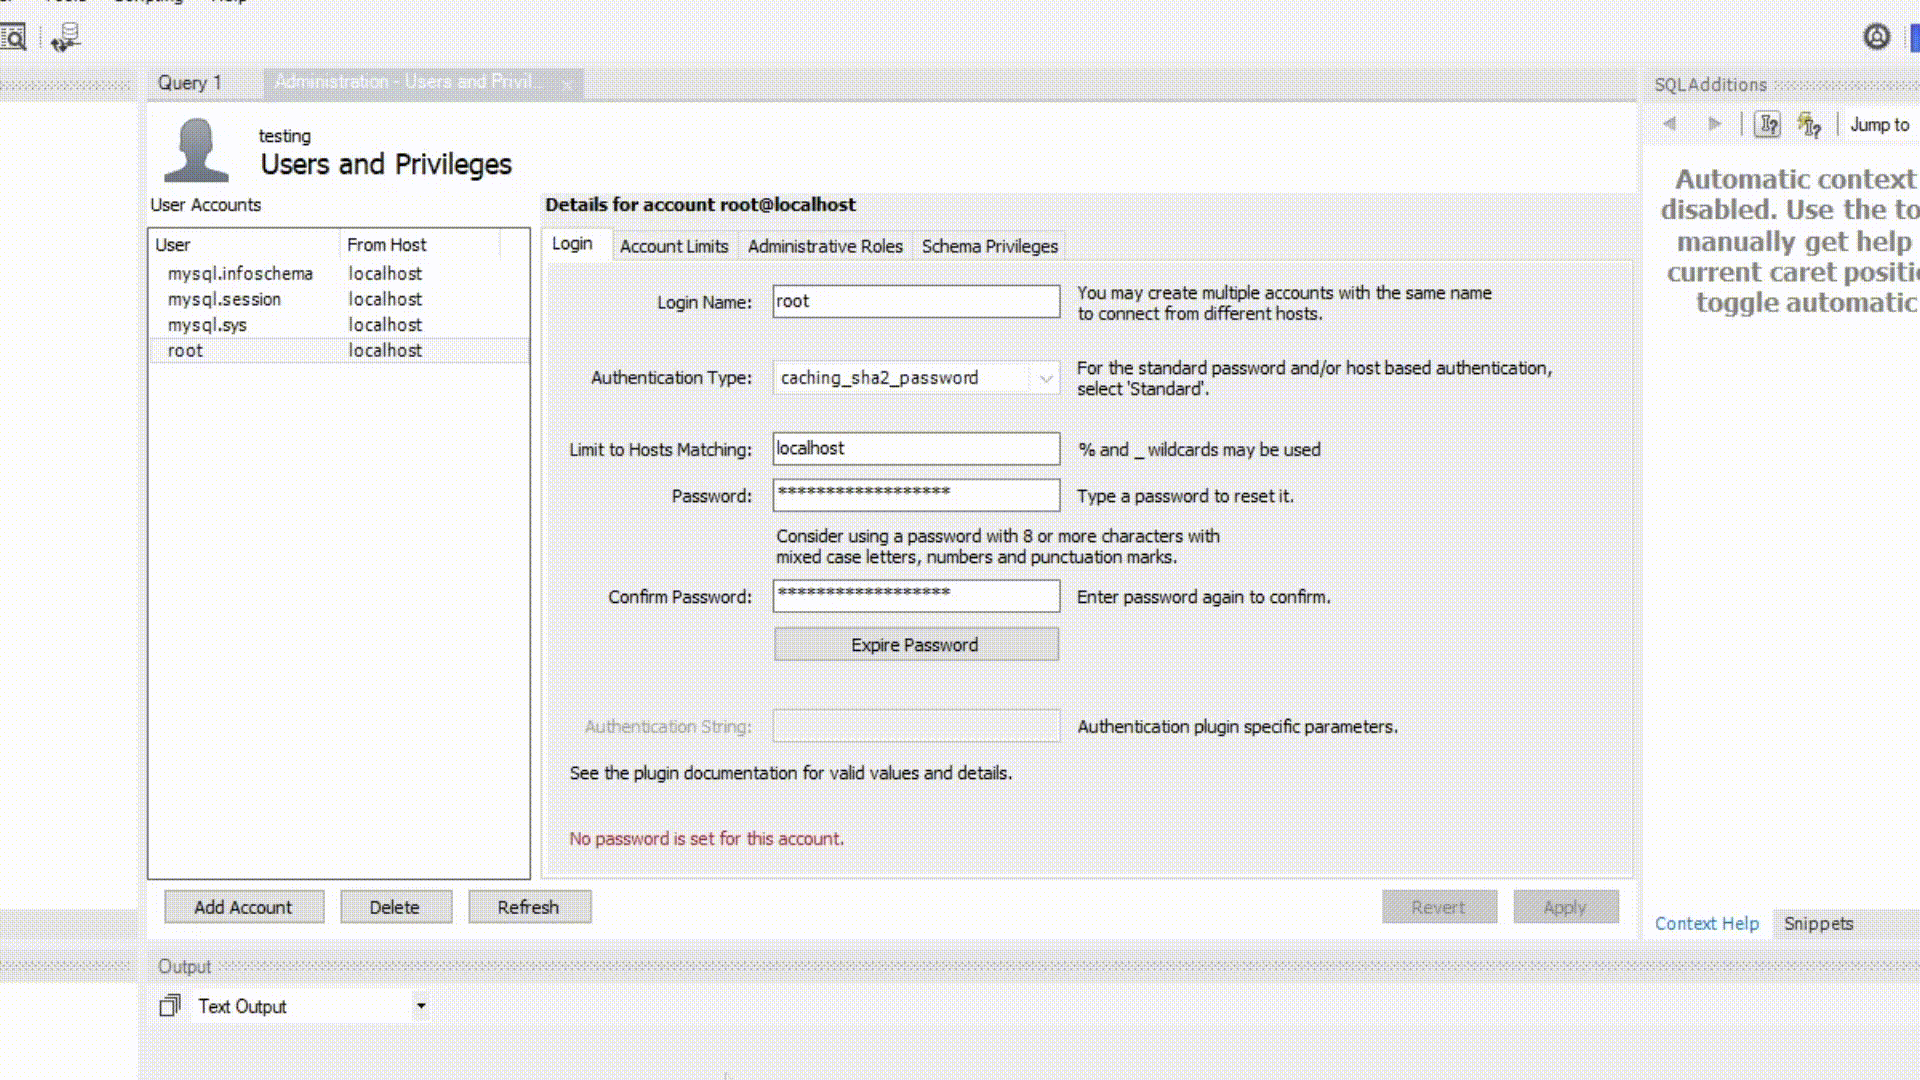 Tools Scripting Help
Query 1
Administration - Users and Privil...
testing
Users and Privileges
User Accounts
User From Host
mysql.infoschema localhost
mysql.session localhost
mysql.sys localhost
root localhost
Add Account Delete Refresh
Details for account root@localhost
Login Account Limits Administrative Roles Schema Privileges
Login Name: root
You may create multiple accounts with the same name
to connect from different hosts.
Authentication Type: caching_sha2_password
For the standard password and/or host based authentication,
select 'Standard'.
Limit to Hosts Matching: localhost % and _ wildcards may be used
Password: ****************** Type a password to reset it.
Consider using a password with 8 or more characters with
mixed case letters, numbers and punctuation marks.
Confirm Password: ****************** Enter password again to confirm.
Expire Password
Authentication String: Authentication plugin specific parameters.
See the plugin documentation for valid values and details.
No password is set for this account.
Revert Apply
SQLAdditions
Jump to
Automatic context
disabled. Use the to
manually get help
current caret positi
toggle automatic
Context Help Snippets
Output
Text Output